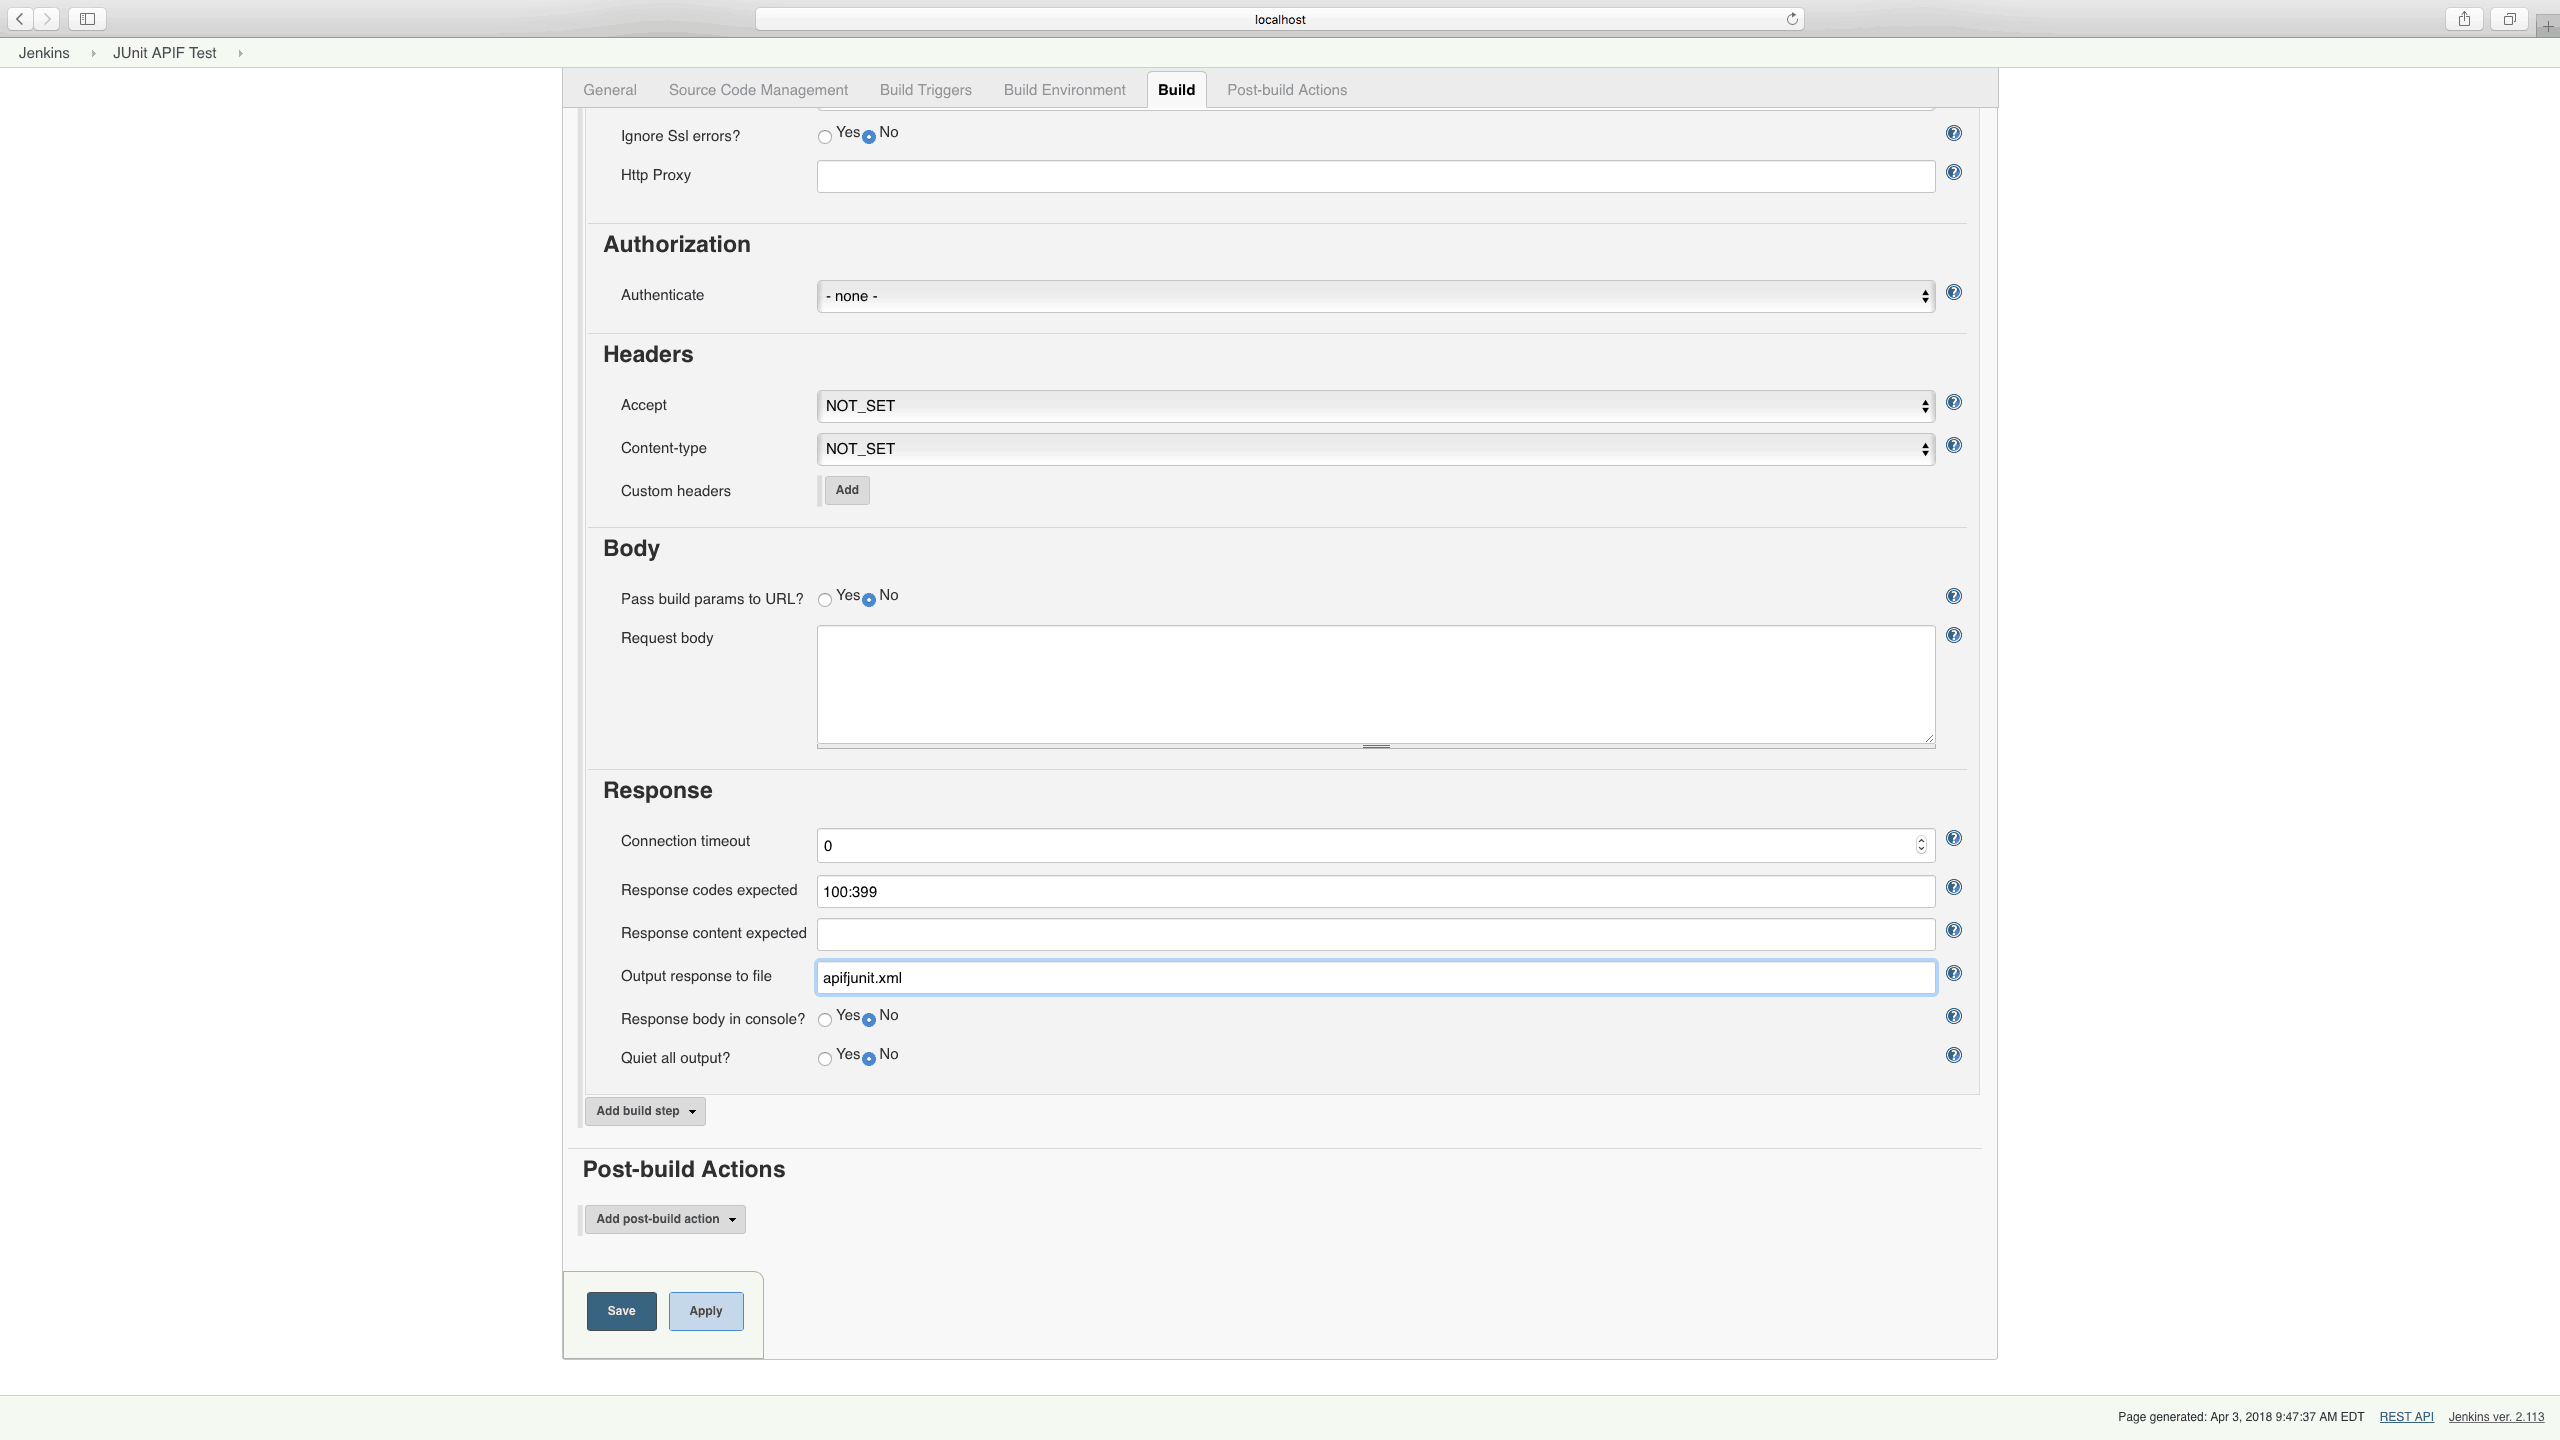 localhost
Jenkins JUnit APIF Test
General Source Code Management Build Triggers Build Environment Build Post-build Actions
Ignore Ssl errors? Yes No
Http Proxy
Authorization
Authenticate - none -
Headers
Accept NOT_SET
Content-type NOT_SET
Custom headers Add
Body
Pass build params to URL? Yes No
Request body
Response
Connection timeout 0
Response codes expected 100:399
Response content expected
Output response to file apifjunit.xml
Response body in console? Yes No
Quiet all output? Yes No
Add build step
Post-build Actions
Add post-build action
Save Apply
Page generated: Apr 3, 2018 9:47:37 AM EDT REST API Jenkins ver. 2.113